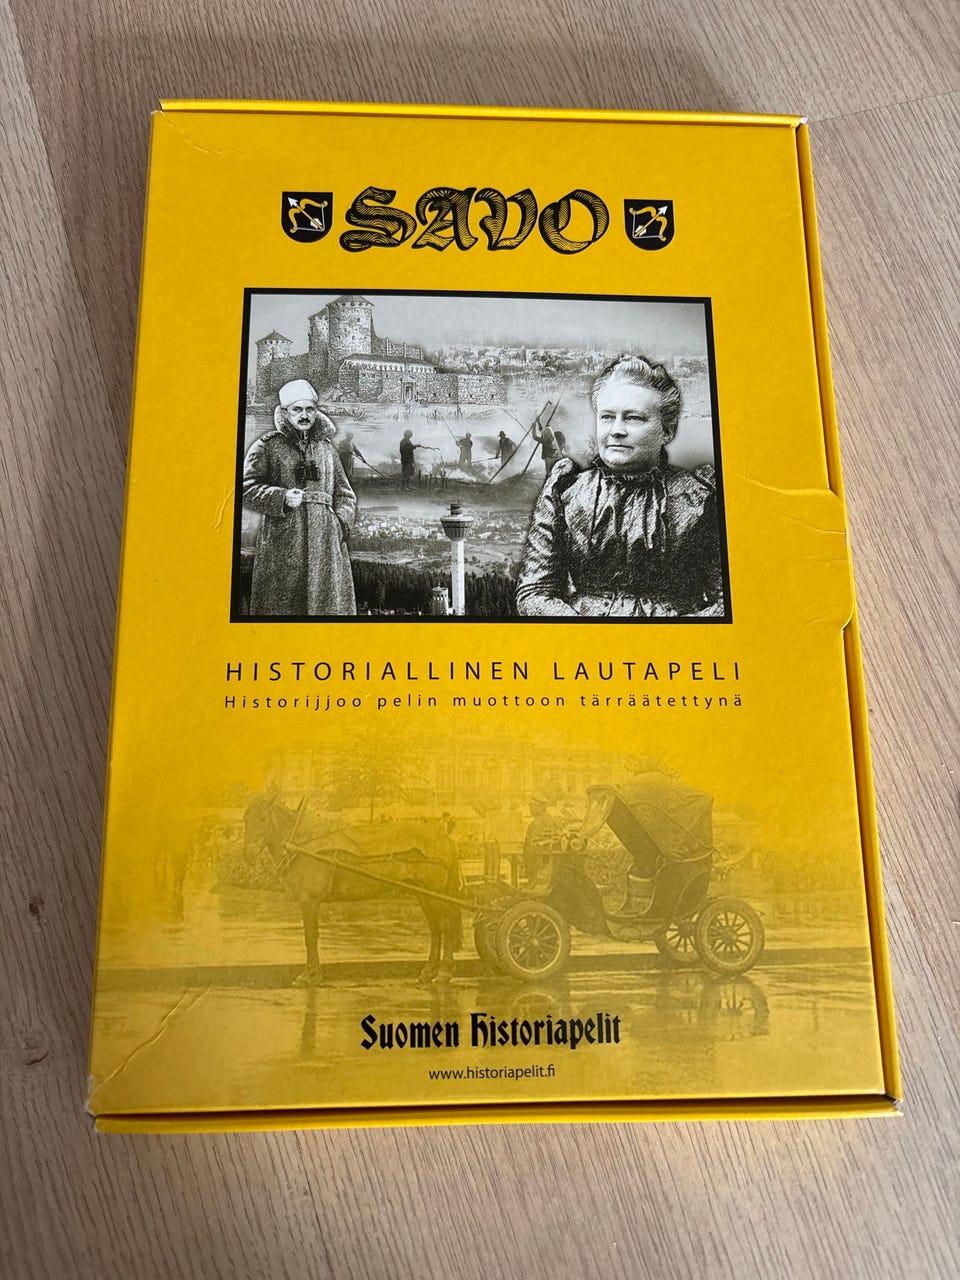 SAVO
HISTORIALLINEN LAUTAPELI
Historijjoo pelin muottoon tärräätettynä
Suomen Historiapelit
www.historiapelit.fi